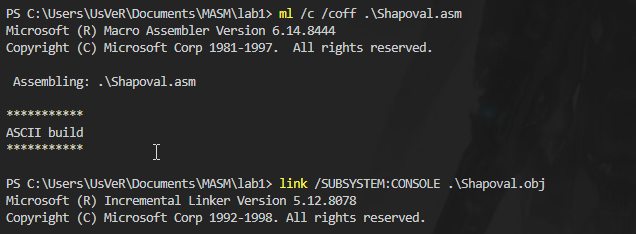 PS C:\Users\UsVeR\Documents\MASM\lab1> ml /c /coff .\Shapoval.asm
Microsoft (R) Macro Assembler Version 6.14.8444
Copyright (C) Microsoft Corp 1981-1997.  All rights reserved.
 Assembling: .\Shapoval.asm
***********
ASCII build
***********
PS C:\Users\UsVeR\Documents\MASM\lab1> link /SUBSYSTEM:CONSOLE .\Shapoval.obj
Microsoft (R) Incremental Linker Version 5.12.8078
Copyright (C) Microsoft Corp 1992-1998. All rights reserved.